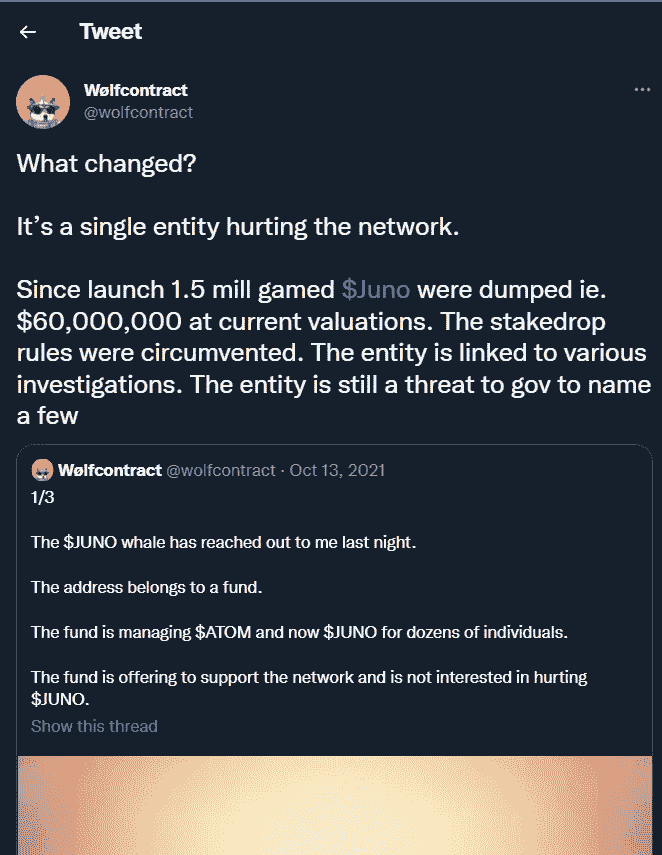 Tweet
Wølfcontract
@wolfcontract
What changed?
It's a single entity hurting the network.
Since launch 1.5 mill gamed $Juno were dumped ie.
$60,000,000 at current valuations. The stakedrop
rules were circumvented. The entity is linked to various
investigations. The entity is still a threat to gov to name
a few
Wølfcontract @wolfcontract · Oct 13, 2021
1/3
The $JUNO whale has reached out to me last night.
The address belongs to a fund.
The fund is managing $ATOM and now $JUNO for dozens of individuals.
The fund is offering to support the network and is not interested in hurting
$JUNO.
Show this thread